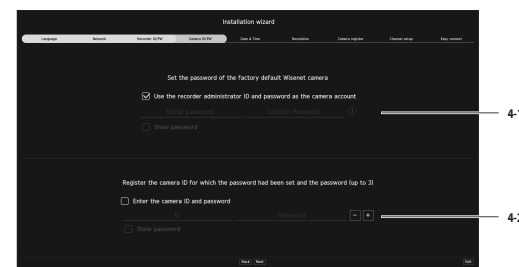 Installation wizard
Language Network Recorder ID/PW Camera ID/PW Date & Time Resolution Camera register Channel setup Easy connect
Set the password of the factory default Wisenet camera
Use the recorder administrator ID and password as the camera account
Initial password Confirm Password
Show password
4-1
Register the camera ID for which the password had been set and the password (up to 3)
Enter the camera ID and password
ID Password - +
Show password
4-2
Back Next Exit